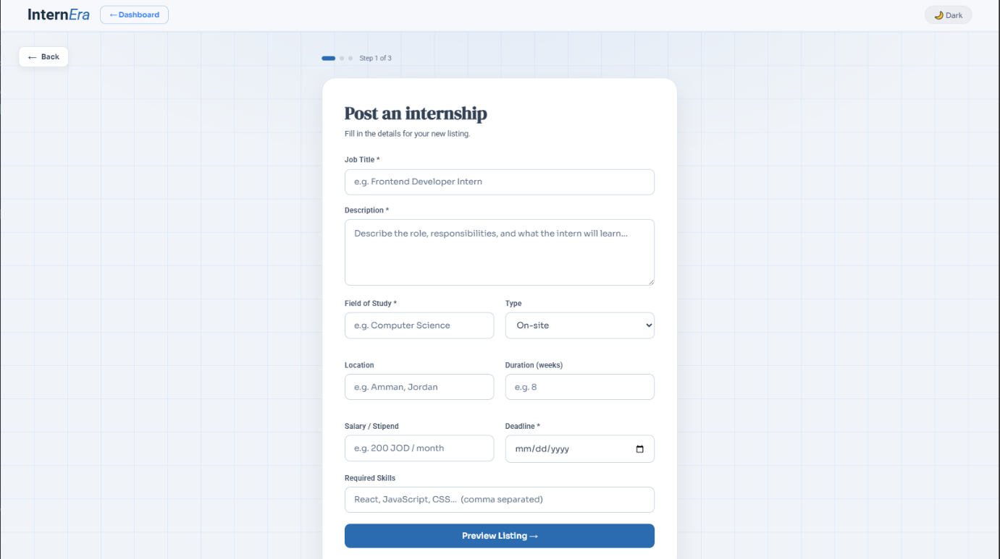 InternEra
← Dashboard
🌙 Dark
← Back
Step 1 of 3
Post an internship
Fill in the details for your new listing.
Job Title *
e.g. Frontend Developer Intern
Description *
Describe the role, responsibilities, and what the intern will learn...
Field of Study *
Type
e.g. Computer Science
On-site
Location
Duration (weeks)
e.g. Amman, Jordan
e.g. 8
Salary / Stipend
Deadline *
e.g. 200 JOD / month
mm/dd/yyyy
Required Skills
React, JavaScript, CSS... (comma separated)
Preview Listing →